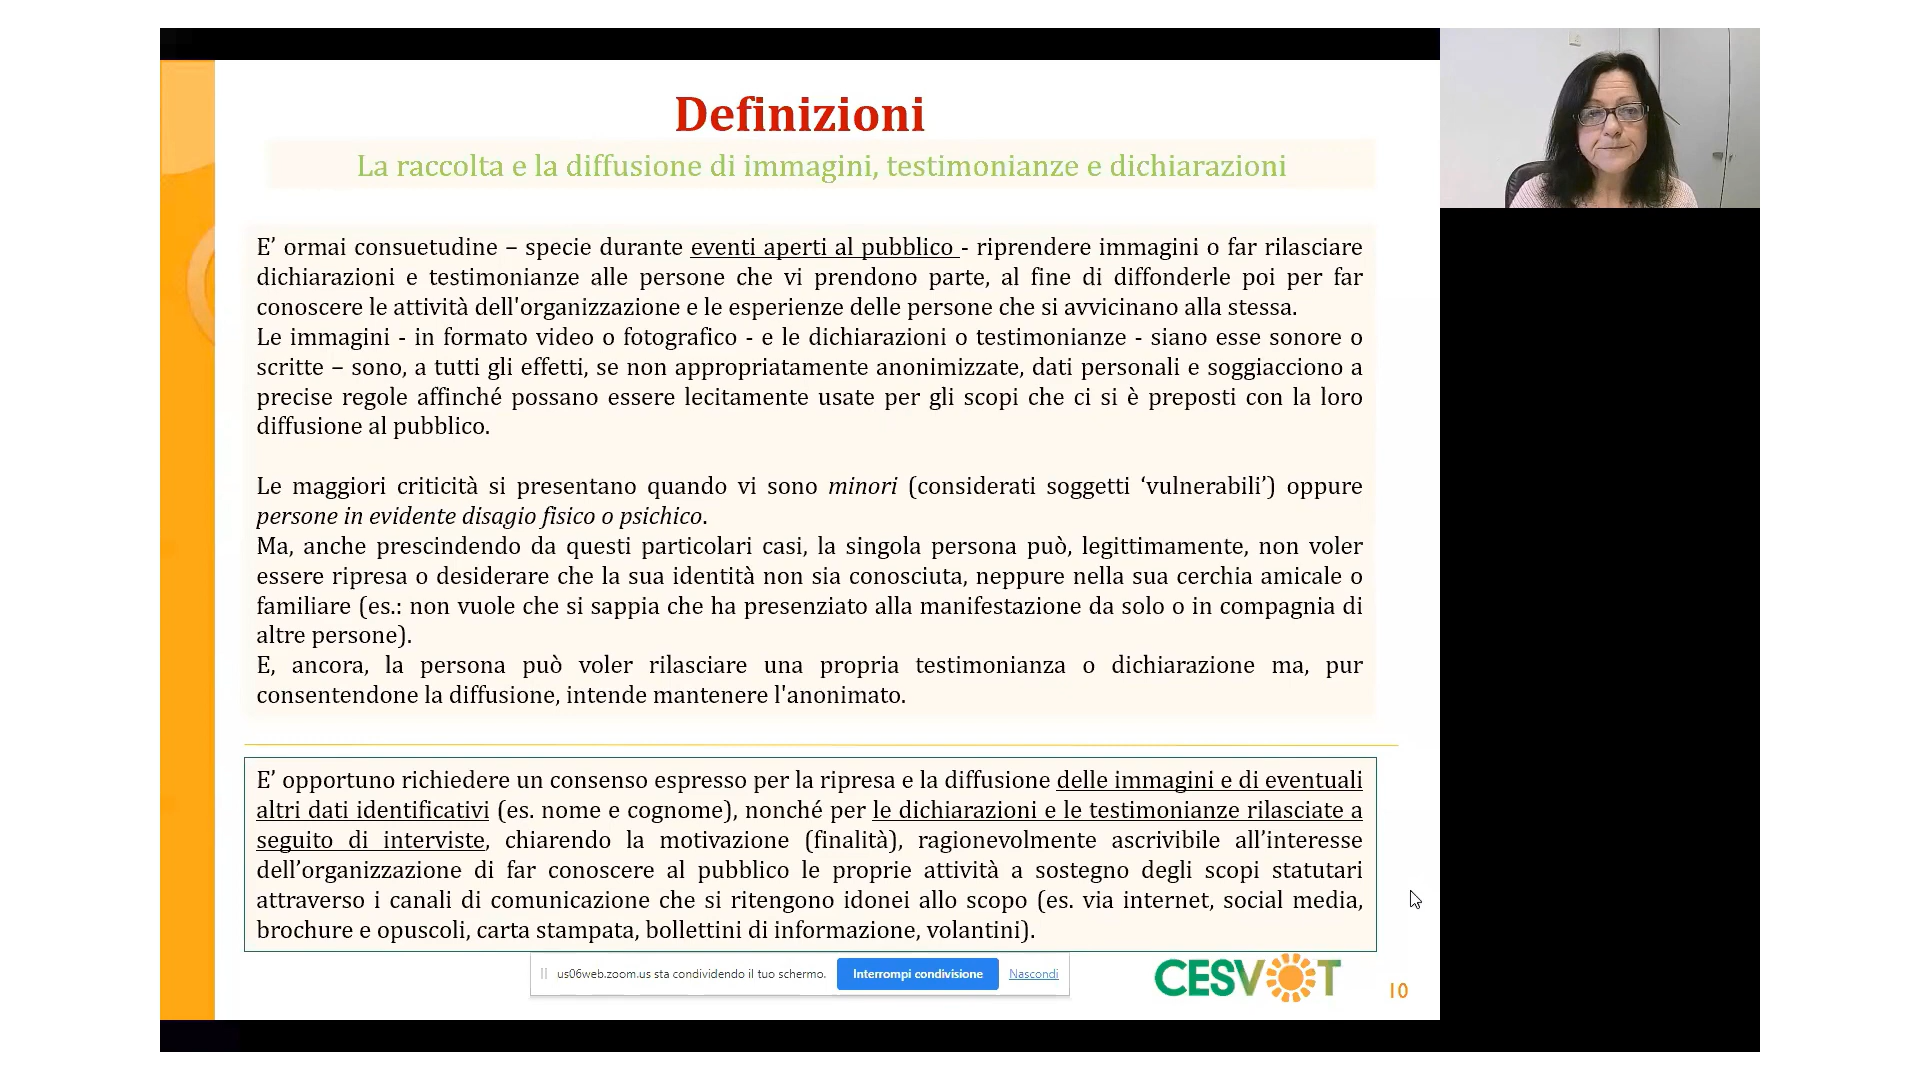 Definizioni
La raccolta e la diffusione di immagini, testimonianze e dichiarazioni
E’ ormai consuetudine – specie durante eventi aperti al pubblico - riprendere immagini o far rilasciare
dichiarazioni e testimonianze alle persone che vi prendono parte, al fine di diffonderle poi per far
conoscere le attività dell'organizzazione e le esperienze delle persone che si avvicinano alla stessa.
Le immagini - in formato video o fotografico - e le dichiarazioni o testimonianze - siano esse sonore o
scritte – sono, a tutti gli effetti, se non appropriatamente anonimizzate, dati personali e soggiacciono a
precise regole affinché possano essere lecitamente usate per gli scopi che ci si è preposti con la loro
diffusione al pubblico.
Le maggiori criticità si presentano quando vi sono minori (considerati soggetti ‘vulnerabili’) oppure
persone in evidente disagio fisico o psichico.
Ma, anche prescindendo da questi particolari casi, la singola persona può, legittimamente, non voler
essere ripresa o desiderare che la sua identità non sia conosciuta, neppure nella sua cerchia amicale o
familiare (es.: non vuole che si sappia che ha presenziato alla manifestazione da solo o in compagnia di
altre persone).
E, ancora, la persona può voler rilasciare una propria testimonianza o dichiarazione ma, pur
consentendone la diffusione, intende mantenere l'anonimato.
E’ opportuno richiedere un consenso espresso per la ripresa e la diffusione delle immagini e di eventuali
altri dati identificativi (es. nome e cognome), nonché per le dichiarazioni e le testimonianze rilasciate a
seguito di interviste, chiarendo la motivazione (finalità), ragionevolmente ascrivibile all’interesse
dell’organizzazione di far conoscere al pubblico le proprie attività a sostegno degli scopi statutari
attraverso i canali di comunicazione che si ritengono idonei allo scopo (es. via internet, social media,
brochure e opuscoli, carta stampata, bollettini di informazione, volantini).
us06web.zoom.us sta condividendo il tuo schermo. Interrompi condivisione Nascondi
CESVOT
10